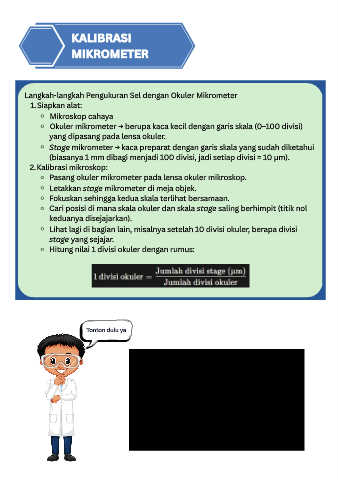 KALIBRASI
MIKROMETER
Langkah-langkah Pengukuran Sel dengan Okuler Mikrometer
1. Siapkan alat:
○ Mikroskop cahaya
○ Okuler mikrometer → berupa kaca kecil dengan garis skala (0–100 divisi)
yang dipasang pada lensa okuler.
○ Stage mikrometer → kaca preparat dengan garis skala yang sudah diketahui
(biasanya 1 mm dibagi menjadi 100 divisi, jadi setiap divisi = 10 µm).
2. Kalibrasi mikroskop:
○ Pasang okuler mikrometer pada lensa okuler mikroskop.
○ Letakkan stage mikrometer di meja objek.
○ Fokuskan sehingga kedua skala terlihat bersamaan.
○ Cari posisi di mana skala okuler dan skala stage saling berhimpit (titik nol
keduanya disejajarkan).
○ Lihat lagi di bagian lain, misalnya setelah 10 divisi okuler, berapa divisi
stage yang sejajar.
○ Hitung nilai 1 divisi okuler dengan rumus:
1 divisi okuler = Jumlah divisi stage (µm) / Jumlah divisi okuler
Tonton dulu ya